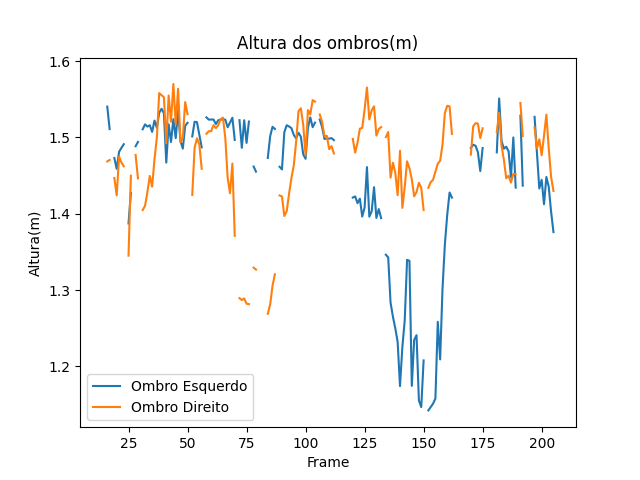 Altura dos ombros(m)
1.6
1.5
1.4
1.3
1.2
Altura(m)
Ombro Esquerdo
Ombro Direito
25 50 75 100 125 150 175 200
Frame